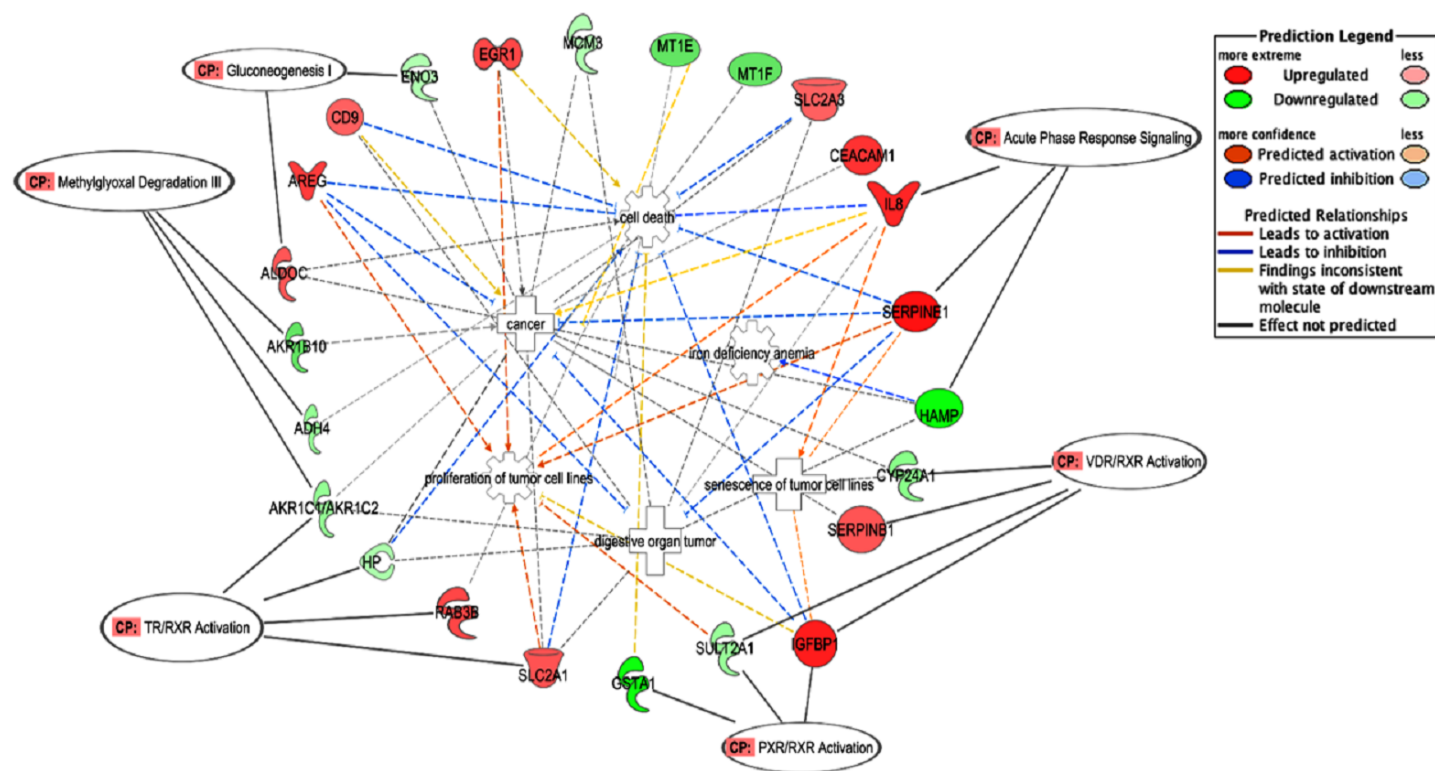 EGR1
MCM3
MT1E
MT1F
SLC2A3
CP: Gluconeogenesis I
ENO3
CD9
CEACAM1
CP: Acute Phase Response Signaling
CP: Methylglyoxal Degradation III
AREG
IL8
cell death
ALDOC
SERPINE1
cancer
iron deficiency anemia
AKR1B10
HAMP
ADH4
CP: VDR/RXR Activation
CYP24A1
proliferation of tumor cell lines
senescence of tumor cell lines
AKR1C1/AKR1C2
SERPINB1
digestive organ tumor
HP
RAB3B
CP: TR/RXR Activation
SULT2A1
IGFBP1
SLC2A1
GSTA1
CP: PXR/RXR Activation
Prediction Legend
more extreme less
Upregulated
Downregulated
more confidence less
Predicted activation
Predicted inhibition
Predicted Relationships
Leads to activation
Leads to inhibition
Findings inconsistent
with state of downstream
molecule
Effect not predicted